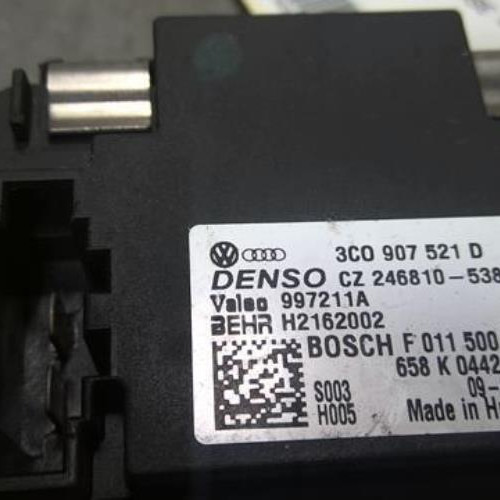 3C0 907 521 D
DENSO CZ 246810-538
Valeo 997211A
BEHR H2162002
BOSCH F 011 500
658 K 0442
S003 09-
H005 Made in